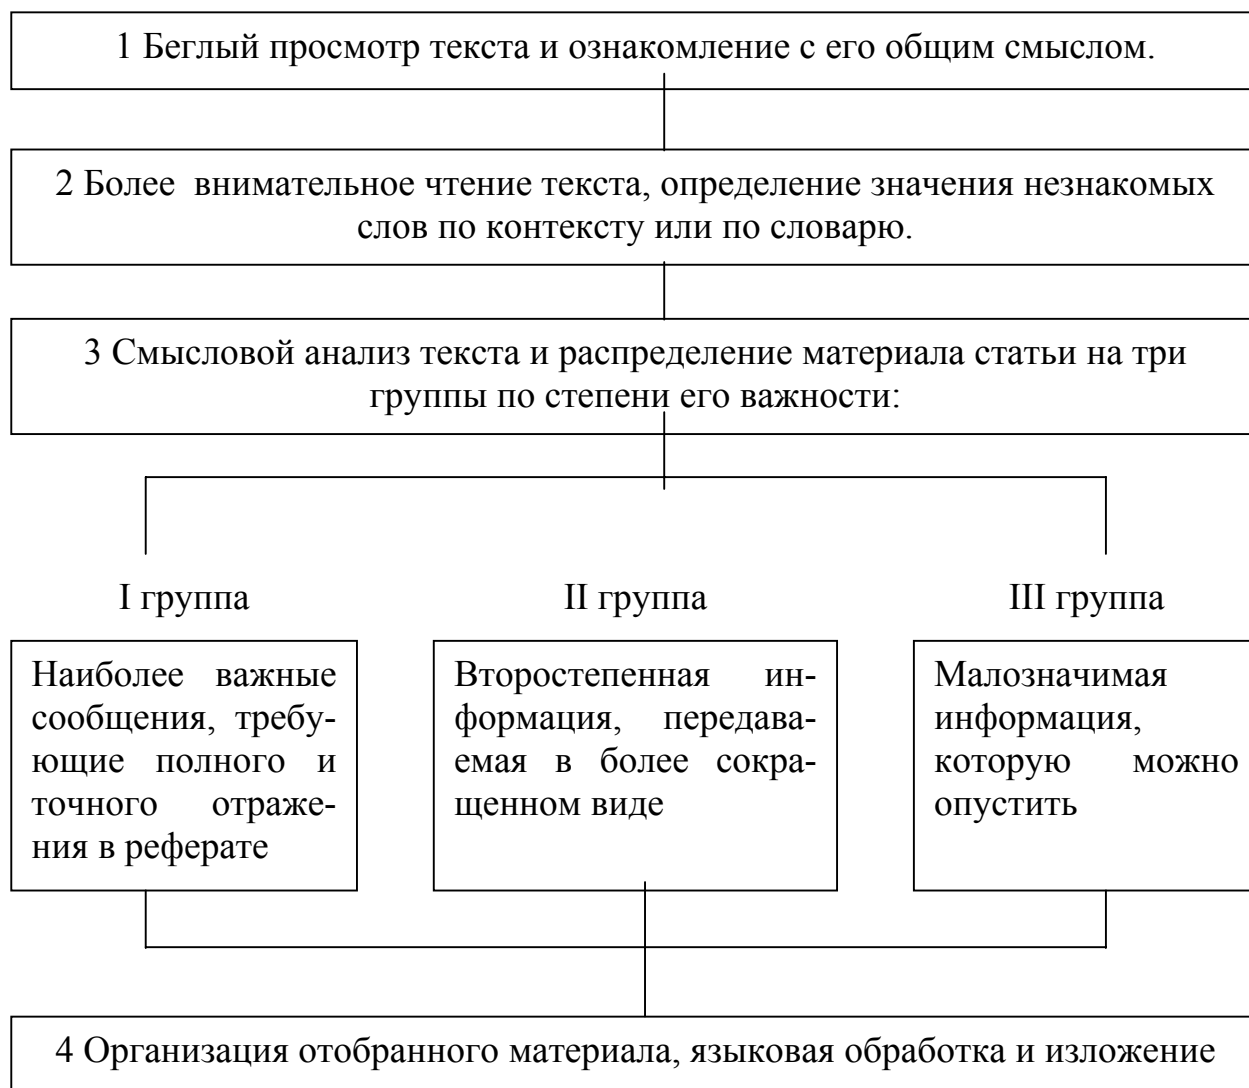 1 Беглый просмотр текста и ознакомление с его общим смыслом.
2 Более внимательное чтение текста, определение значения незнакомых
слов по контексту или по словарю.
3 Смысловой анализ текста и распределение материала статьи на три
группы по степени его важности:
I группа
II группа
III группа
Наиболее важные
сообщения, требу-
ющие полного и
точного отраже-
ния в реферате
Второстепенная ин-
формация, передава-
емая в более сокра-
щенном виде
Малозначимая
информация,
которую можно
опустить
4 Организация отобранного материала, языковая обработка и изложение